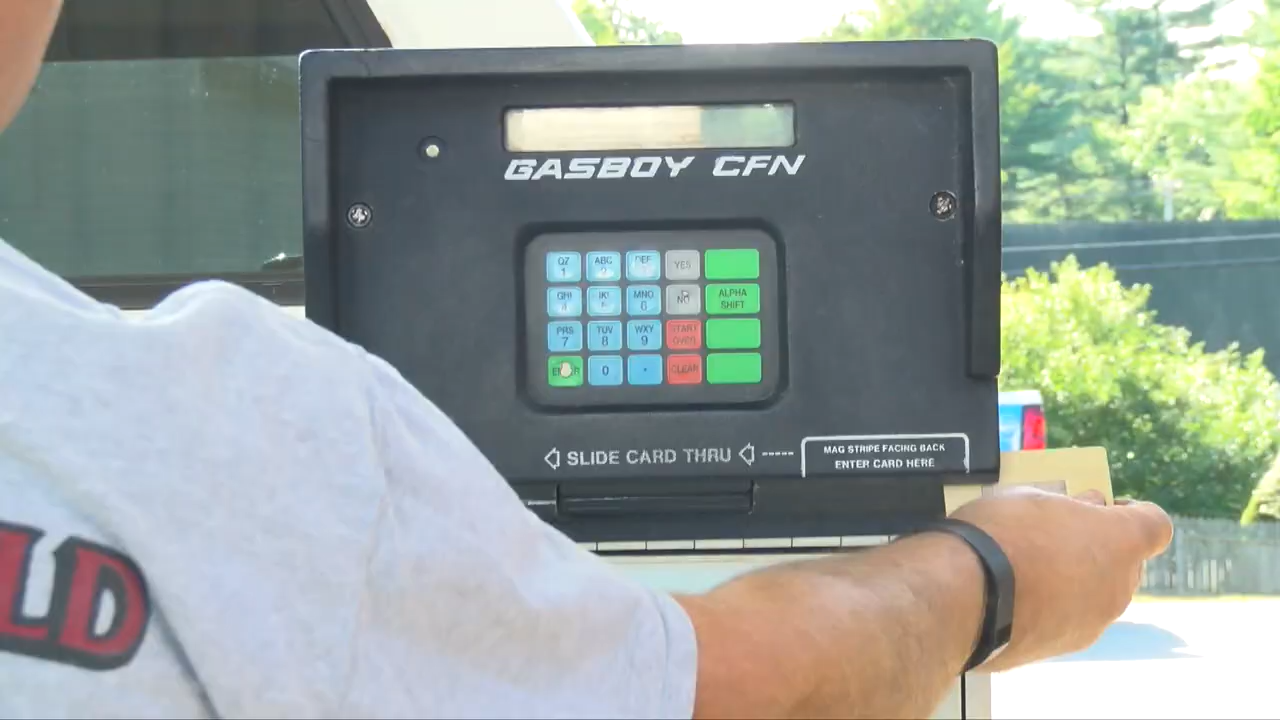 GASBOY CFN
QZ 1
ABC 2
DEF
YES
GHI 4
MNO 6
NO
ALPHA SHIFT
PRS 7
TUV 8
WXY 9
START OVER
0
CLEAR
SLIDE CARD THRU
MAG STRIPE FACING BACK
ENTER CARD HERE
LD